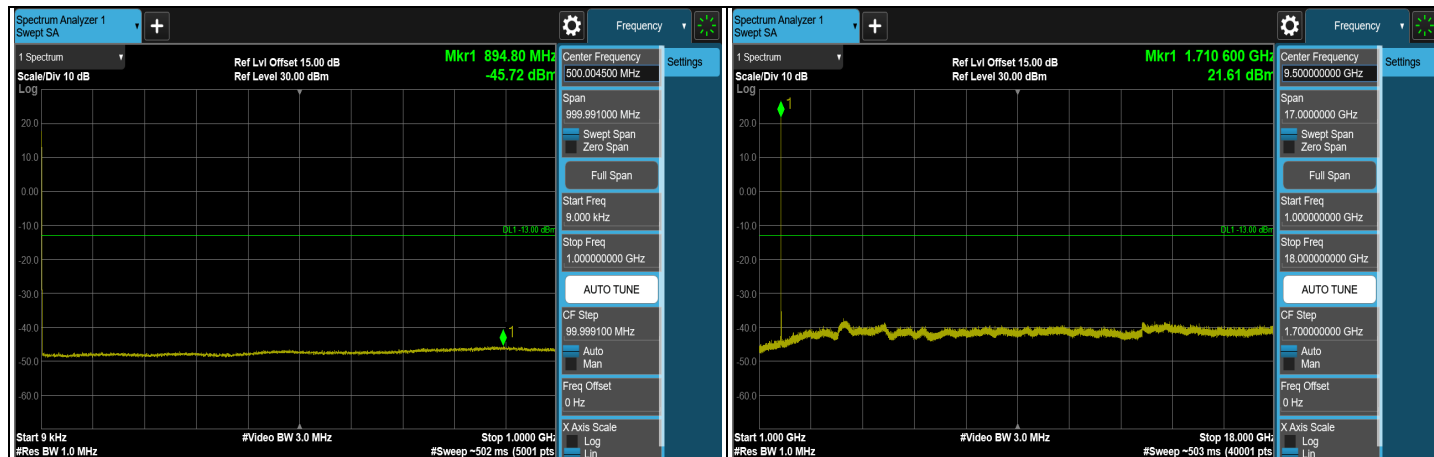 Spectrum Analyzer 1
Swept SA
+
Frequency
1 Spectrum
Ref Lvl Offset 15.00 dB
Mkr1 894.80 MHz
Scale/Div 10 dB
Ref Level 30.00 dBm
-45.72 dBm
Log
1
20.0
10.0
0.00
-10.0
DL1 -13.00 dBm
-20.0
-30.0
-40.0
-50.0
-60.0
Start 9 kHz
#Video BW 3.0 MHz
Stop 1.0000 GHz
#Res BW 1.0 MHz
#Sweep ~502 ms (5001 pts)
Center Frequency
500.004500 MHz
Settings
Span
999.991000 MHz
Swept Span
Zero Span
Full Span
Start Freq
9.000 kHz
Stop Freq
1.000000000 GHz
AUTO TUNE
CF Step
99.999100 MHz
Auto
Man
Freq Offset
0 Hz
X Axis Scale
Log
Lin
Spectrum Analyzer 1
Swept SA
+
Frequency
1 Spectrum
Ref Lvl Offset 15.00 dB
Mkr1 1.710 600 GHz
Scale/Div 10 dB
Ref Level 30.00 dBm
21.61 dBm
Log
1
20.0
10.0
0.00
-10.0
DL1 -13.00 dBm
-20.0
-30.0
-40.0
-50.0
-60.0
Start 1.000 GHz
#Video BW 3.0 MHz
Stop 18.000 GHz
#Res BW 1.0 MHz
#Sweep ~503 ms (40001 pts)
Center Frequency
9.500000000 GHz
Settings
Span
17.0000000 GHz
Swept Span
Zero Span
Full Span
Start Freq
1.000000000 GHz
Stop Freq
18.000000000 GHz
AUTO TUNE
CF Step
1.700000000 GHz
Auto
Man
Freq Offset
0 Hz
X Axis Scale
Log
Lin